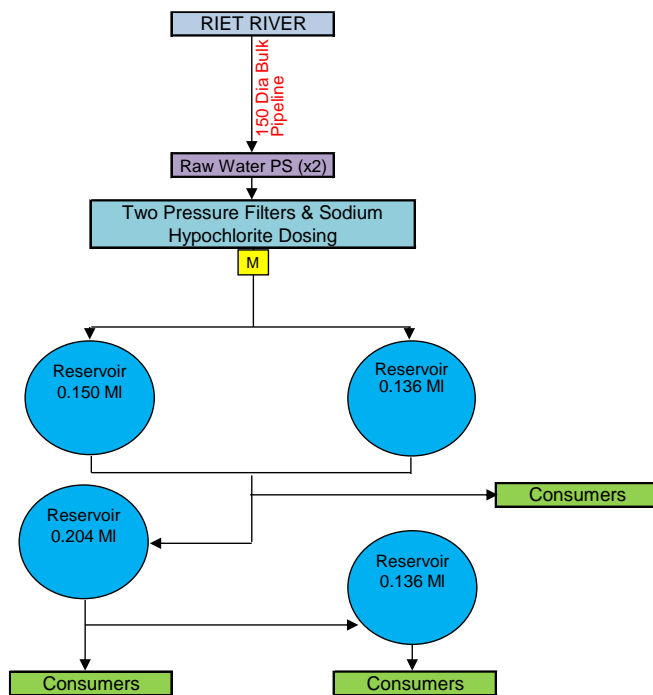 RIET RIVER
150 Dia Bulk
Pipeline
Raw Water PS (x2)
Two Pressure Filters & Sodium
Hypochlorite Dosing
M
Reservoir
0.150 Ml
Reservoir
0.136 Ml
Consumers
Reservoir
0.204 Ml
Reservoir
0.136 Ml
Consumers
Consumers